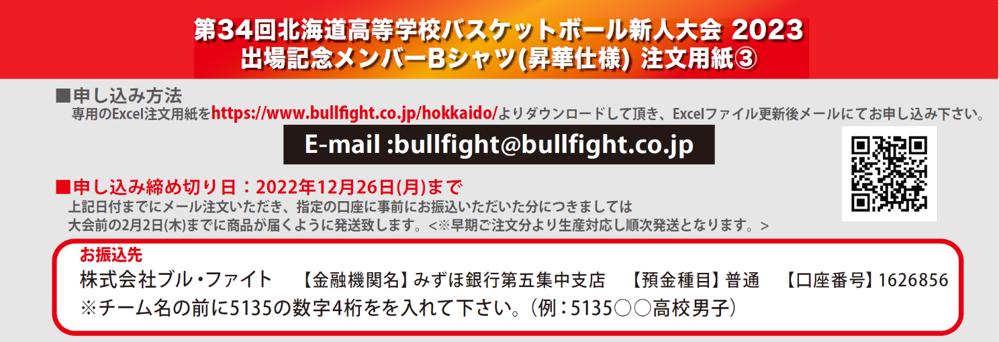 第34回北海道高等学校バスケットボール新人大会 2023
出場記念メンバーBシャツ(昇華仕様) 注文用紙③
■申し込み方法
専用のExcel注文用紙をhttps://www.bullfight.co.jp/hokkaido/よりダウンロードして頂き、Excelファイル更新後メールにてお申し込み下さい。
E-mail :bullfight@bullfight.co.jp
■申し込み締め切り日：2022年12月26日(月)まで
上記日付までにメール注文いただき、指定の口座に事前にお振込いただいた分につきましては
大会前の2月2日(木)までに商品が届くように発送致します。<※早期ご注文分より生産対応し順次発送となります。>
お振込先
株式会社ブル・ファイト 【金融機関名】みずほ銀行第五集中支店 【預金種目】普通 【口座番号】1626856
※チーム名の前に5135の数字4桁をを入れて下さい。（例：5135○○高校男子）